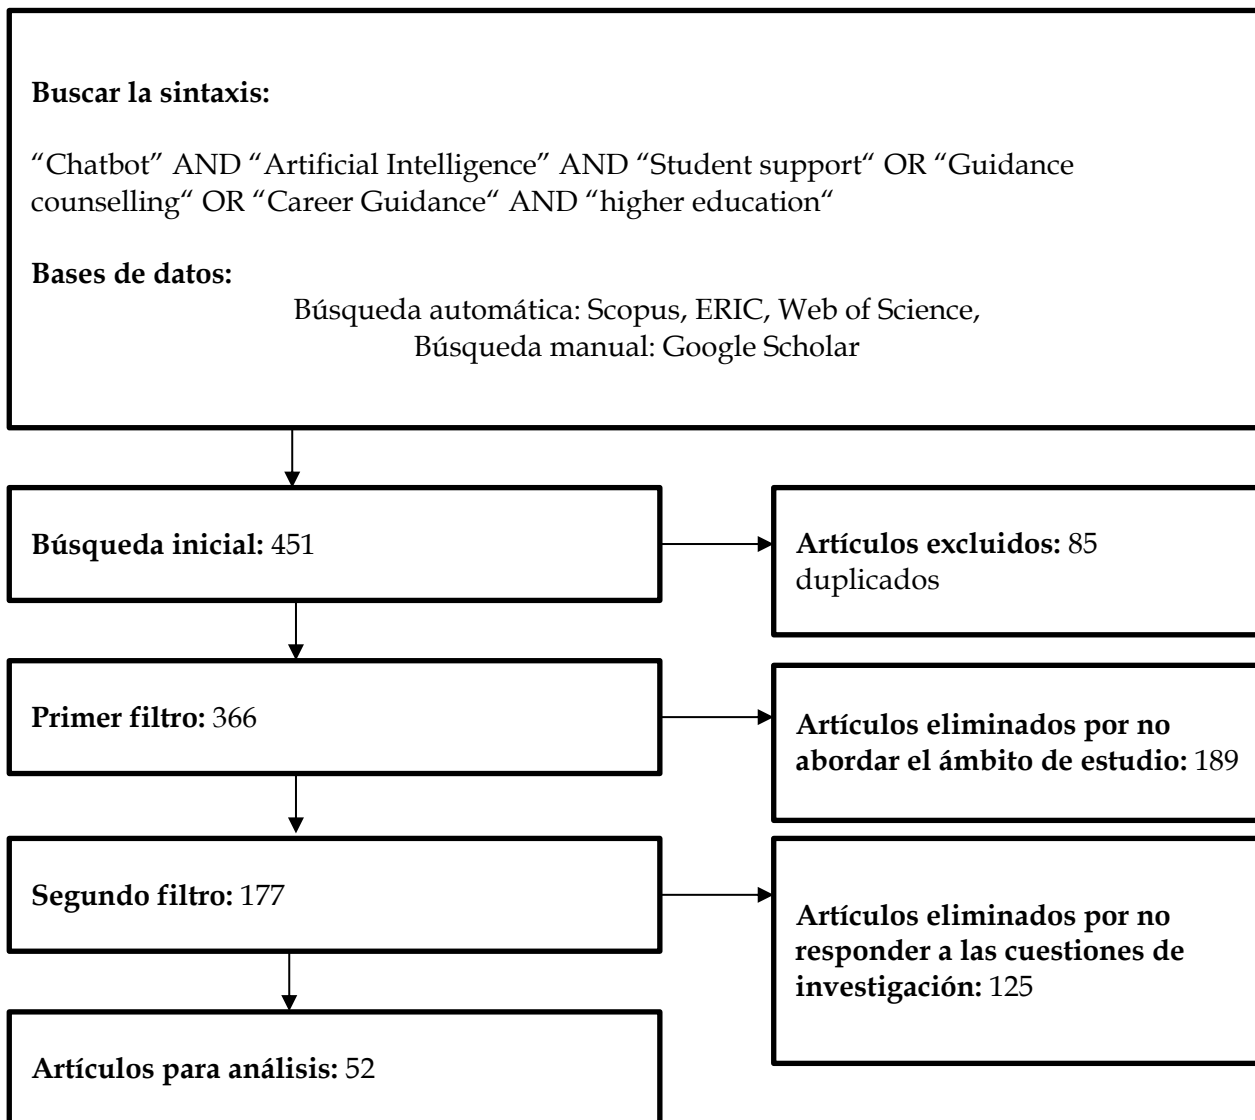 Buscar la sintaxis:
“Chatbot” AND “Artificial Intelligence” AND “Student support“ OR “Guidance
counselling“ OR “Career Guidance“ AND “higher education“
Bases de datos:
Búsqueda automática: Scopus, ERIC, Web of Science,
Búsqueda manual: Google Scholar
Búsqueda inicial: 451
Artículos excluidos: 85
duplicados
Primer filtro: 366
Artículos eliminados por no
abordar el ámbito de estudio: 189
Segundo filtro: 177
Artículos eliminados por no
responder a las cuestiones de
investigación: 125
Artículos para análisis: 52